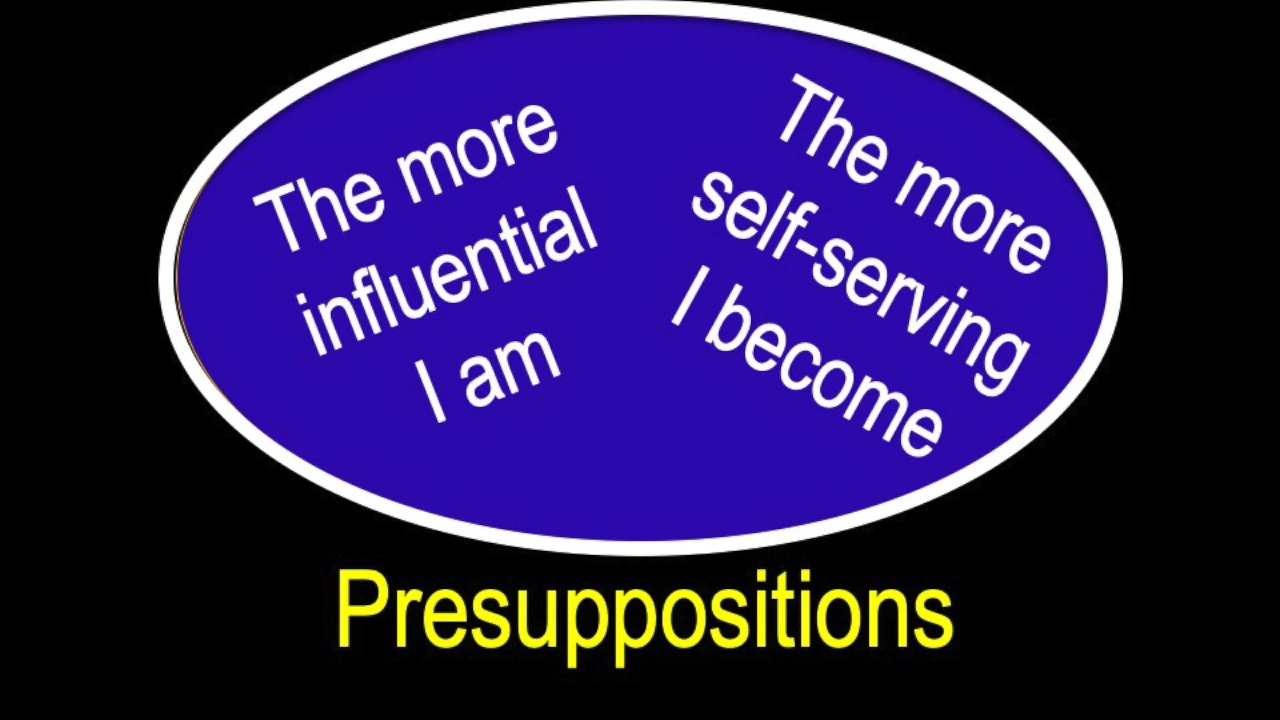 The more
influential
I am
The more
self-serving
I become
Presuppositions